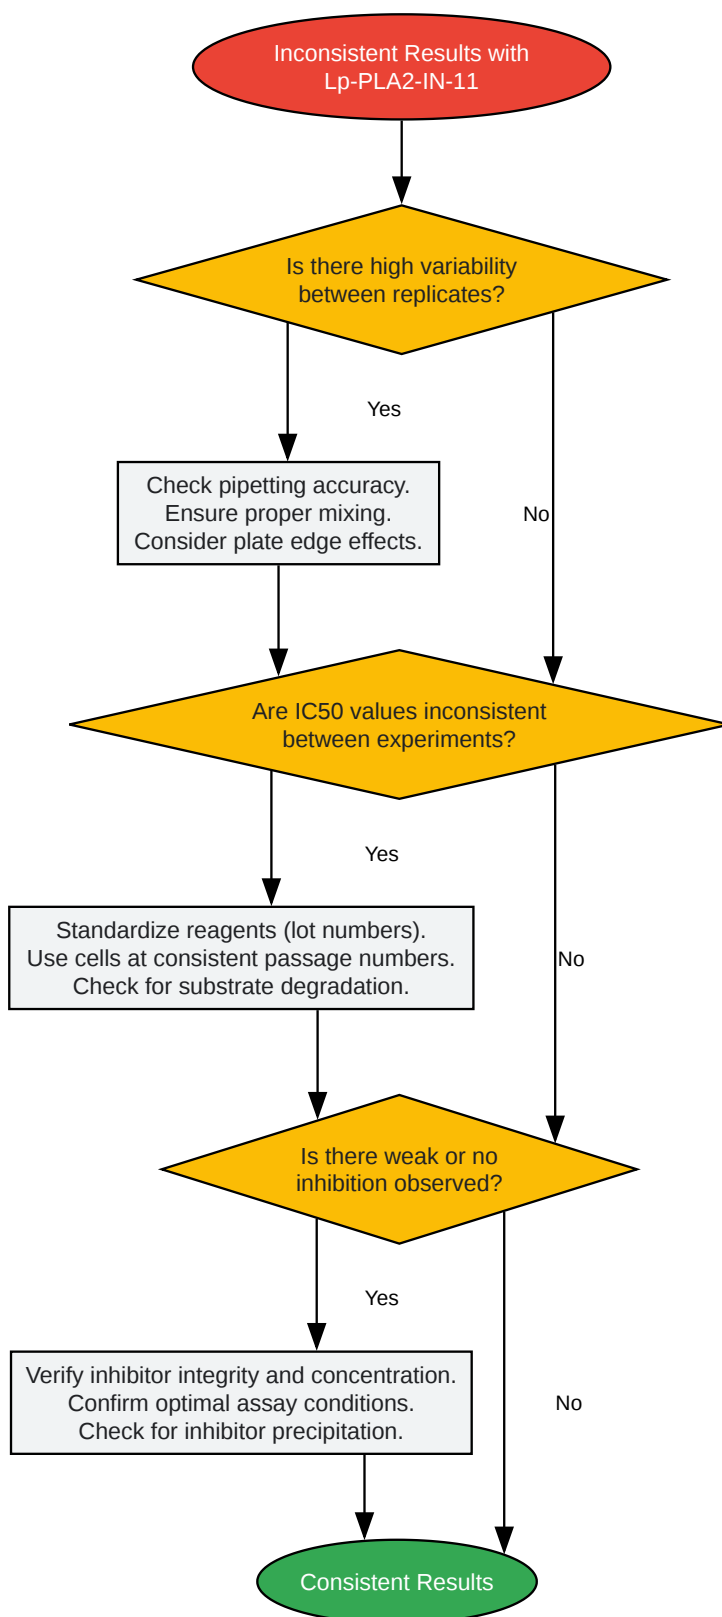 Inconsistent Results with
Lp-PLA2-IN-11
Is there high variability
between replicates?
Yes
Check pipetting accuracy.
Ensure proper mixing.
Consider plate edge effects.
No
Are IC50 values inconsistent
between experiments?
Yes
Standardize reagents (lot numbers).
Use cells at consistent passage numbers.
Check for substrate degradation.
No
Is there weak or no
inhibition observed?
Yes
Verify inhibitor integrity and concentration.
Confirm optimal assay conditions.
Check for inhibitor precipitation.
No
Consistent Results